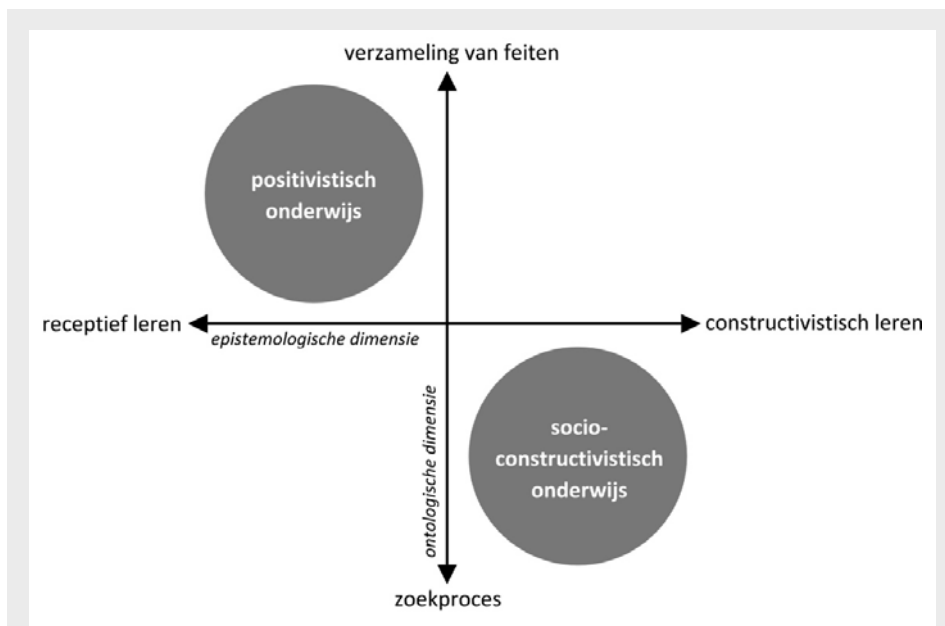 verzameling van feiten
positivistisch
onderwijs
receptief leren
constructivistisch leren
epistemologische dimensie
ontologische dimensie
socio-
constructivistisch
onderwijs
zoekproces